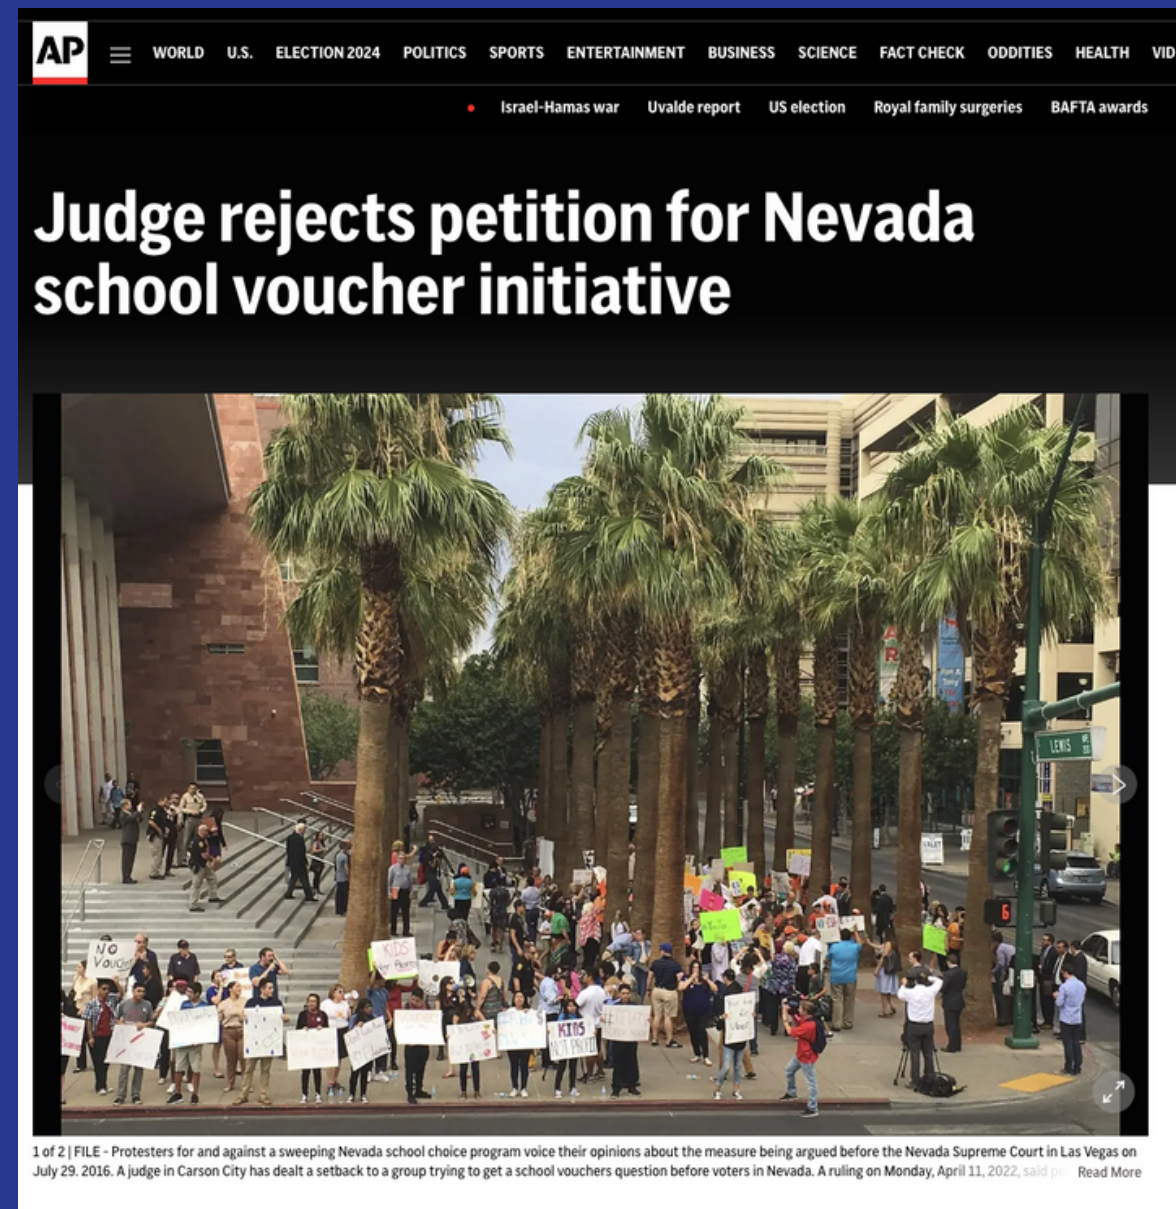 AP
WORLD U.S. ELECTION 2024 POLITICS SPORTS ENTERTAINMENT BUSINESS SCIENCE FACT CHECK ODDITIES HEALTH VID
Israel-Hamas war Uvalde report US election Royal family surgeries BAFTA awards
Judge rejects petition for Nevada
school voucher initiative
LEWIS
6
NO
KIDS
KIDS
NOT PROFIT
1 of 2 | FILE - Protesters for and against a sweeping Nevada school choice program voice their opinions about the measure being argued before the Nevada Supreme Court in Las Vegas on
July 29. 2016. A judge in Carson City has dealt a setback to a group trying to get a school vouchers question before voters in Nevada. A ruling on Monday, April 11, 2022, said Read More